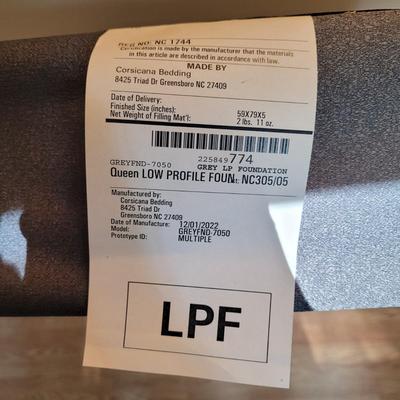 REG NO: NC 1744
Certification is made by the manufacturer that the materials
in this article are described in accordance with law.
MADE BY
Corsicana Bedding
8425 Triad Dr Greensboro NC 27409
Date of Delivery:
Finished Size (inches): 59X79X5
Net Weight of Filling Mat'l: 2 lbs. 11 oz.
225849774
GREYFND-7050 GREY LP FOUNDATION
Queen LOW PROFILE FOUN NC305/05
Manufactured by:
Corsicana Bedding
8425 Triad Dr
Greensboro NC 27409
Date of Manufacture: 12/01/2022
Model: GREYFND-7050
Prototype ID: MULTIPLE
LPF